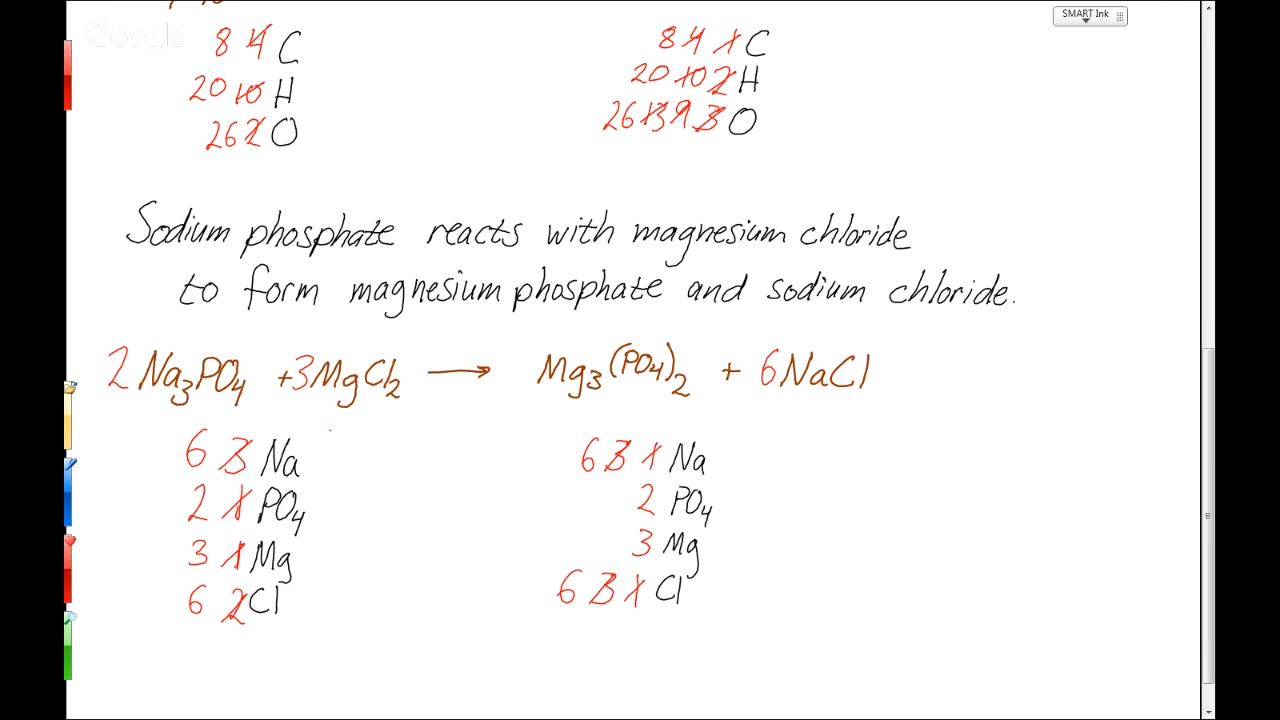 SMART Ink
Google
8 4 C
8 4 1 C
20 10 H
20 10 2 H
26 2 O
26 13 9 3 O
Sodium phosphate reacts with magnesium chloride
to form magnesium phosphate and sodium chloride.
2 Na₃PO₄ + 3MgCl₂ → Mg₃(PO₄)₂ + 6NaCl
6 3 Na
6 3 1 Na
2 1 PO₄
2 PO₄
3 1 Mg
3 Mg
6 2 Cl
6 3 1 Cl